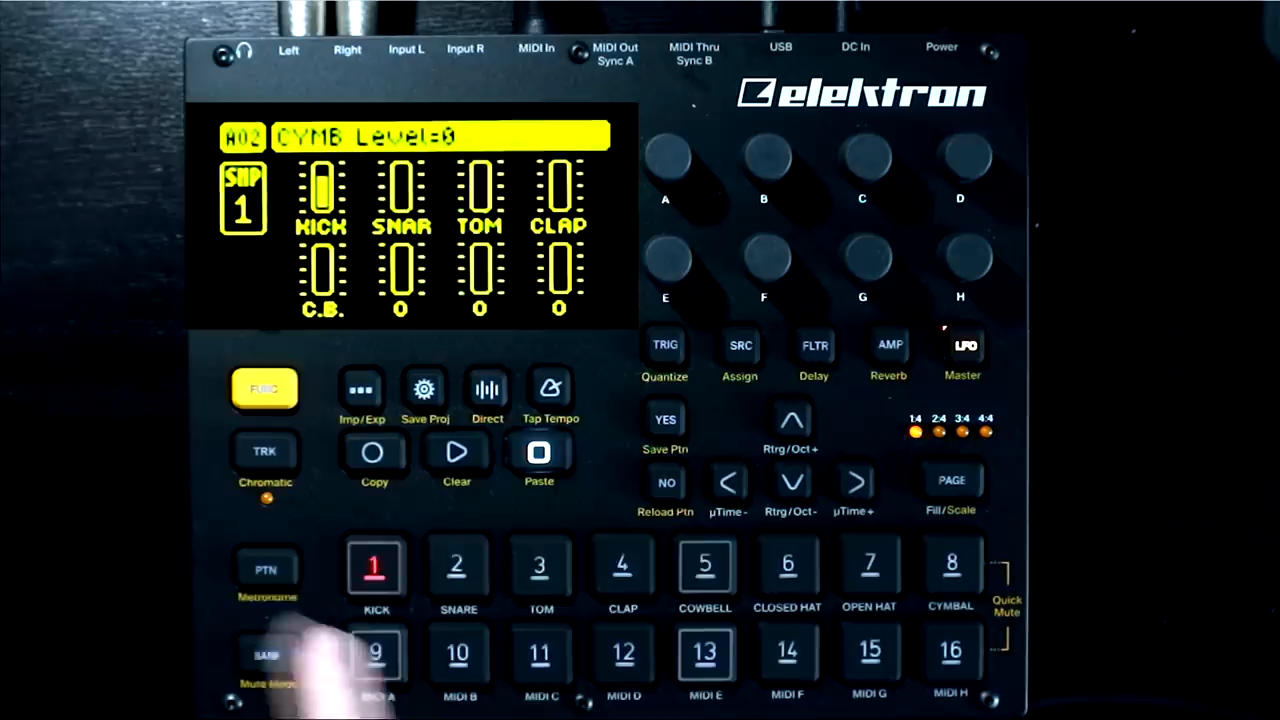 Left Right Input L Input R MIDI In MIDI Out MIDI Thru USB DC In Power
Sync A Sync B
elektron
A02 CYMB Level=0
SMP
1
KICK SNAR TOM CLAP
C.B. 0 0 0
A B C D
E F G H
TRIG SRC FLTR AMP LFO
Quantize Assign Delay Reverb Master
FUNC
Imp/Exp Save Proj Direct Tap Tempo
1:4 2:4 3:4 4:4
YES
Save Ptn Rtrg/Oct+
TRK
Chromatic Copy Clear Paste
NO PAGE
Reload Ptn µTime- Rtrg/Oct- µTime+ Fill/Scale
PTN
Metronome
1 2 3 4 5 6 7 8
KICK SNARE TOM CLAP COWBELL CLOSED HAT OPEN HAT CYMBAL
Quick
Mute
9 10 11 12 13 14 15 16
MIDI B MIDI C MIDI D MIDI E MIDI F MIDI G MIDI H